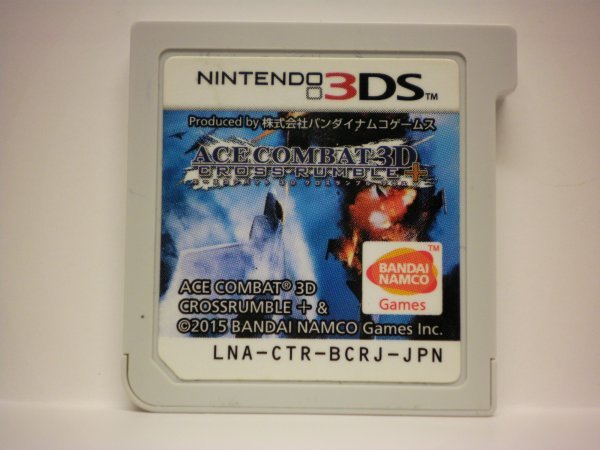 NINTENDO 3DS™
Produced by 株式会社バンダイナムコゲームス
ACE COMBAT 3D
CROSS RUMBLE +
ACE COMBAT® 3D
CROSSRUMBLE + &
©2015 BANDAI NAMCO Games Inc.
™
BANDAI
NAMCO
Games
LNA-CTR-BCRJ-JPN